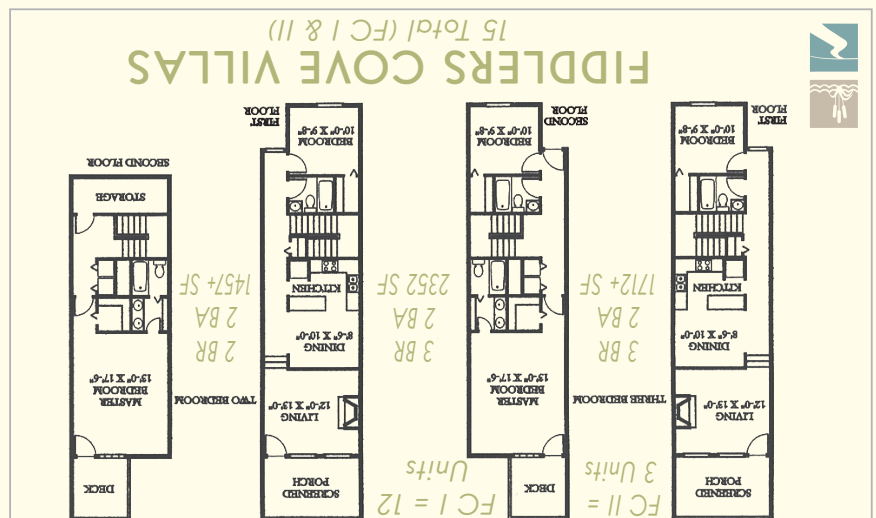 SCREENED
PORCH
LIVING
12'-0" X 13'-0"
DINING
8'-6" X 10'-0"
KITCHEN
BEDROOM
10'-0" X 9'-8"
FIRST
FLOOR
FC II =
3 Units
THREE BEDROOM
3 BR
2 BA
1712+ SF
DECK
MASTER
BEDROOM
13'-0" X 17'-6"
BEDROOM
10'-0" X 9'-8"
SECOND
FLOOR
FC I = 12
Units
3 BR
2 BA
2352 SF
SCREENED
PORCH
LIVING
12'-0" X 13'-0"
DINING
8'-6" X 10'-0"
KITCHEN
BEDROOM
10'-0" X 9'-8"
FIRST
FLOOR
TWO BEDROOM
2 BR
2 BA
1457+ SF
DECK
MASTER
BEDROOM
13'-0" X 17'-6"
STORAGE
SECOND FLOOR
FIDDLERS COVE VILLAS
15 Total (FC I & II)